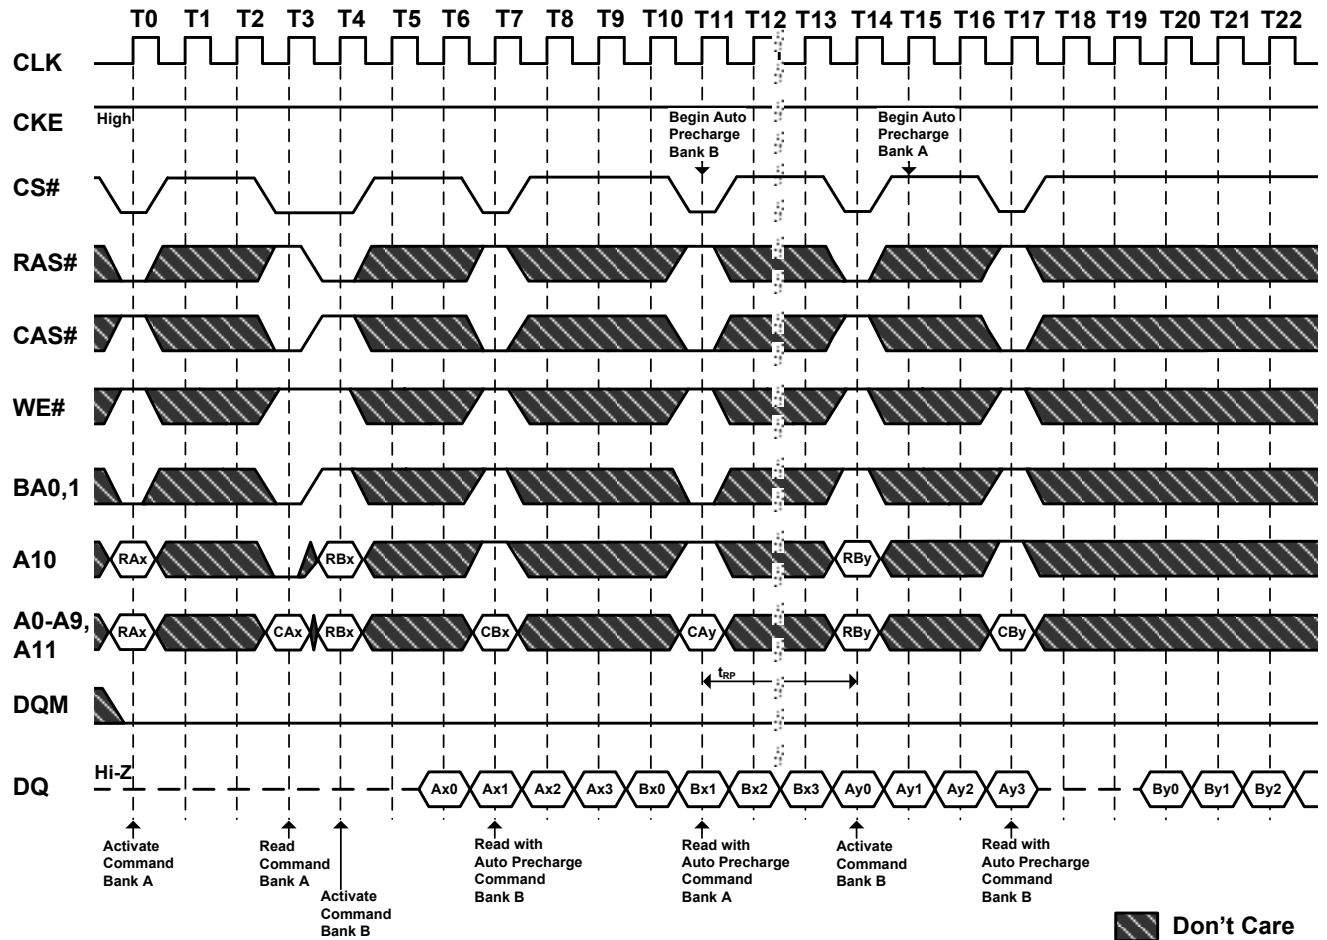 T0 T1 T2 T3 T4 T5 T6 T7 T8 T9 T10 T11 T12 T13 T14 T15 T16 T17 T18 T19 T20 T21 T22
CLK
CKE
High
Begin Auto
Precharge
Bank B
Begin Auto
Precharge
Bank A
CS#
RAS#
CAS#
WE#
BA0,1
A10
RAx RBx RBy
A0-A9,
A11
RAx CAx RBx CBx CAy RBy CBy
tRP
DQM
Hi-Z
DQ
Ax0 Ax1 Ax2 Ax3 Bx0 Bx1 Bx2 Bx3 Ay0 Ay1 Ay2 Ay3 By0 By1 By2
Activate
Command
Bank A
Read
Command
Bank A
Activate
Command
Bank B
Read with
Auto Precharge
Command
Bank B
Read with
Auto Precharge
Command
Bank A
Activate
Command
Bank B
Read with
Auto Precharge
Command
Bank B
Don't Care